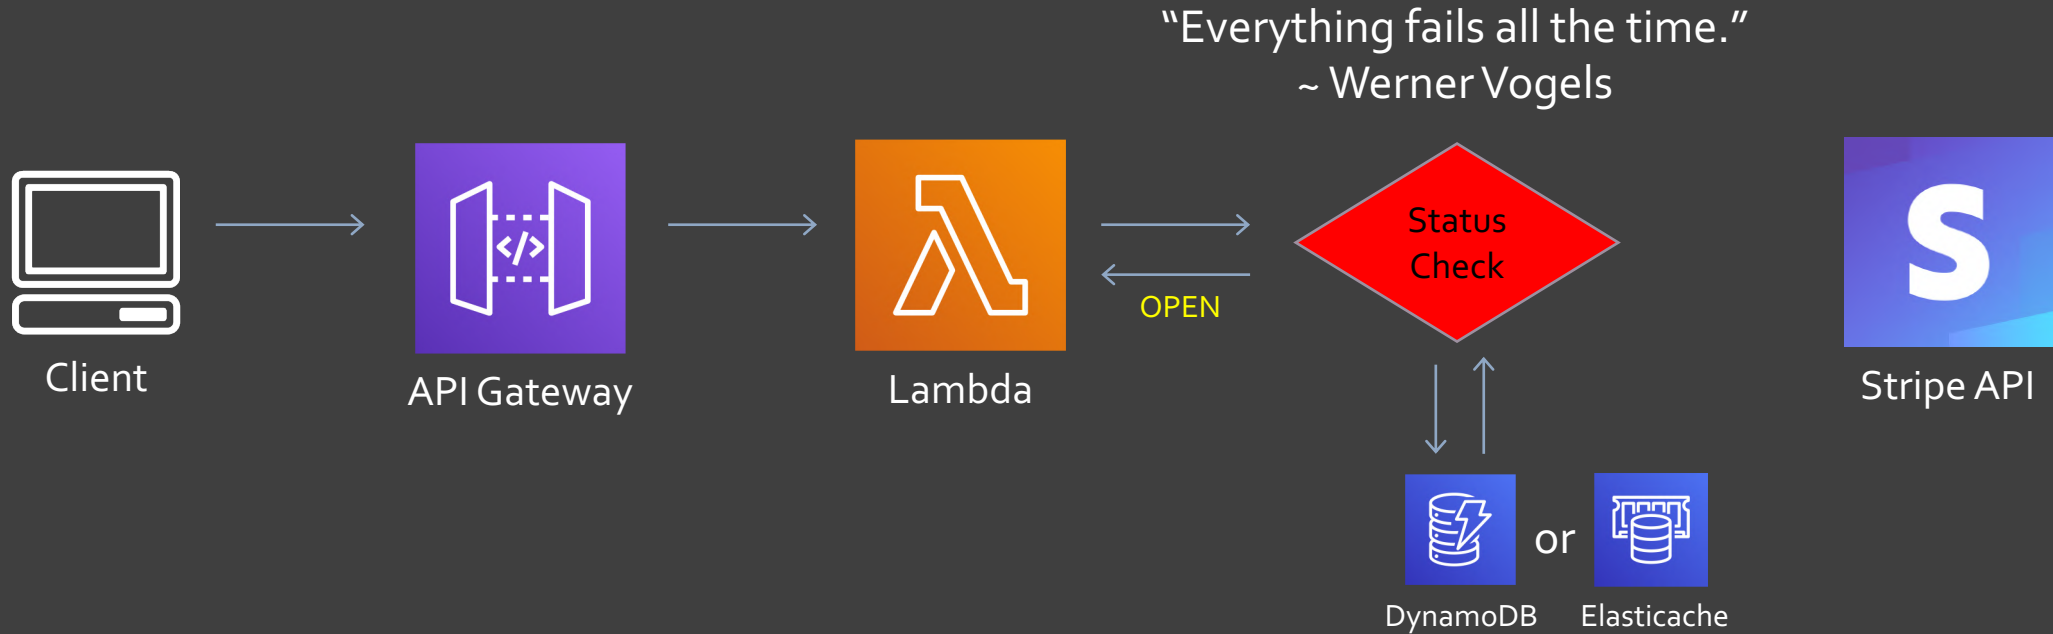 “Everything fails all the time.”
~ Werner Vogels
Status
Check
OPEN
Client
API Gateway
Lambda
Stripe API
or
DynamoDB
Elasticache